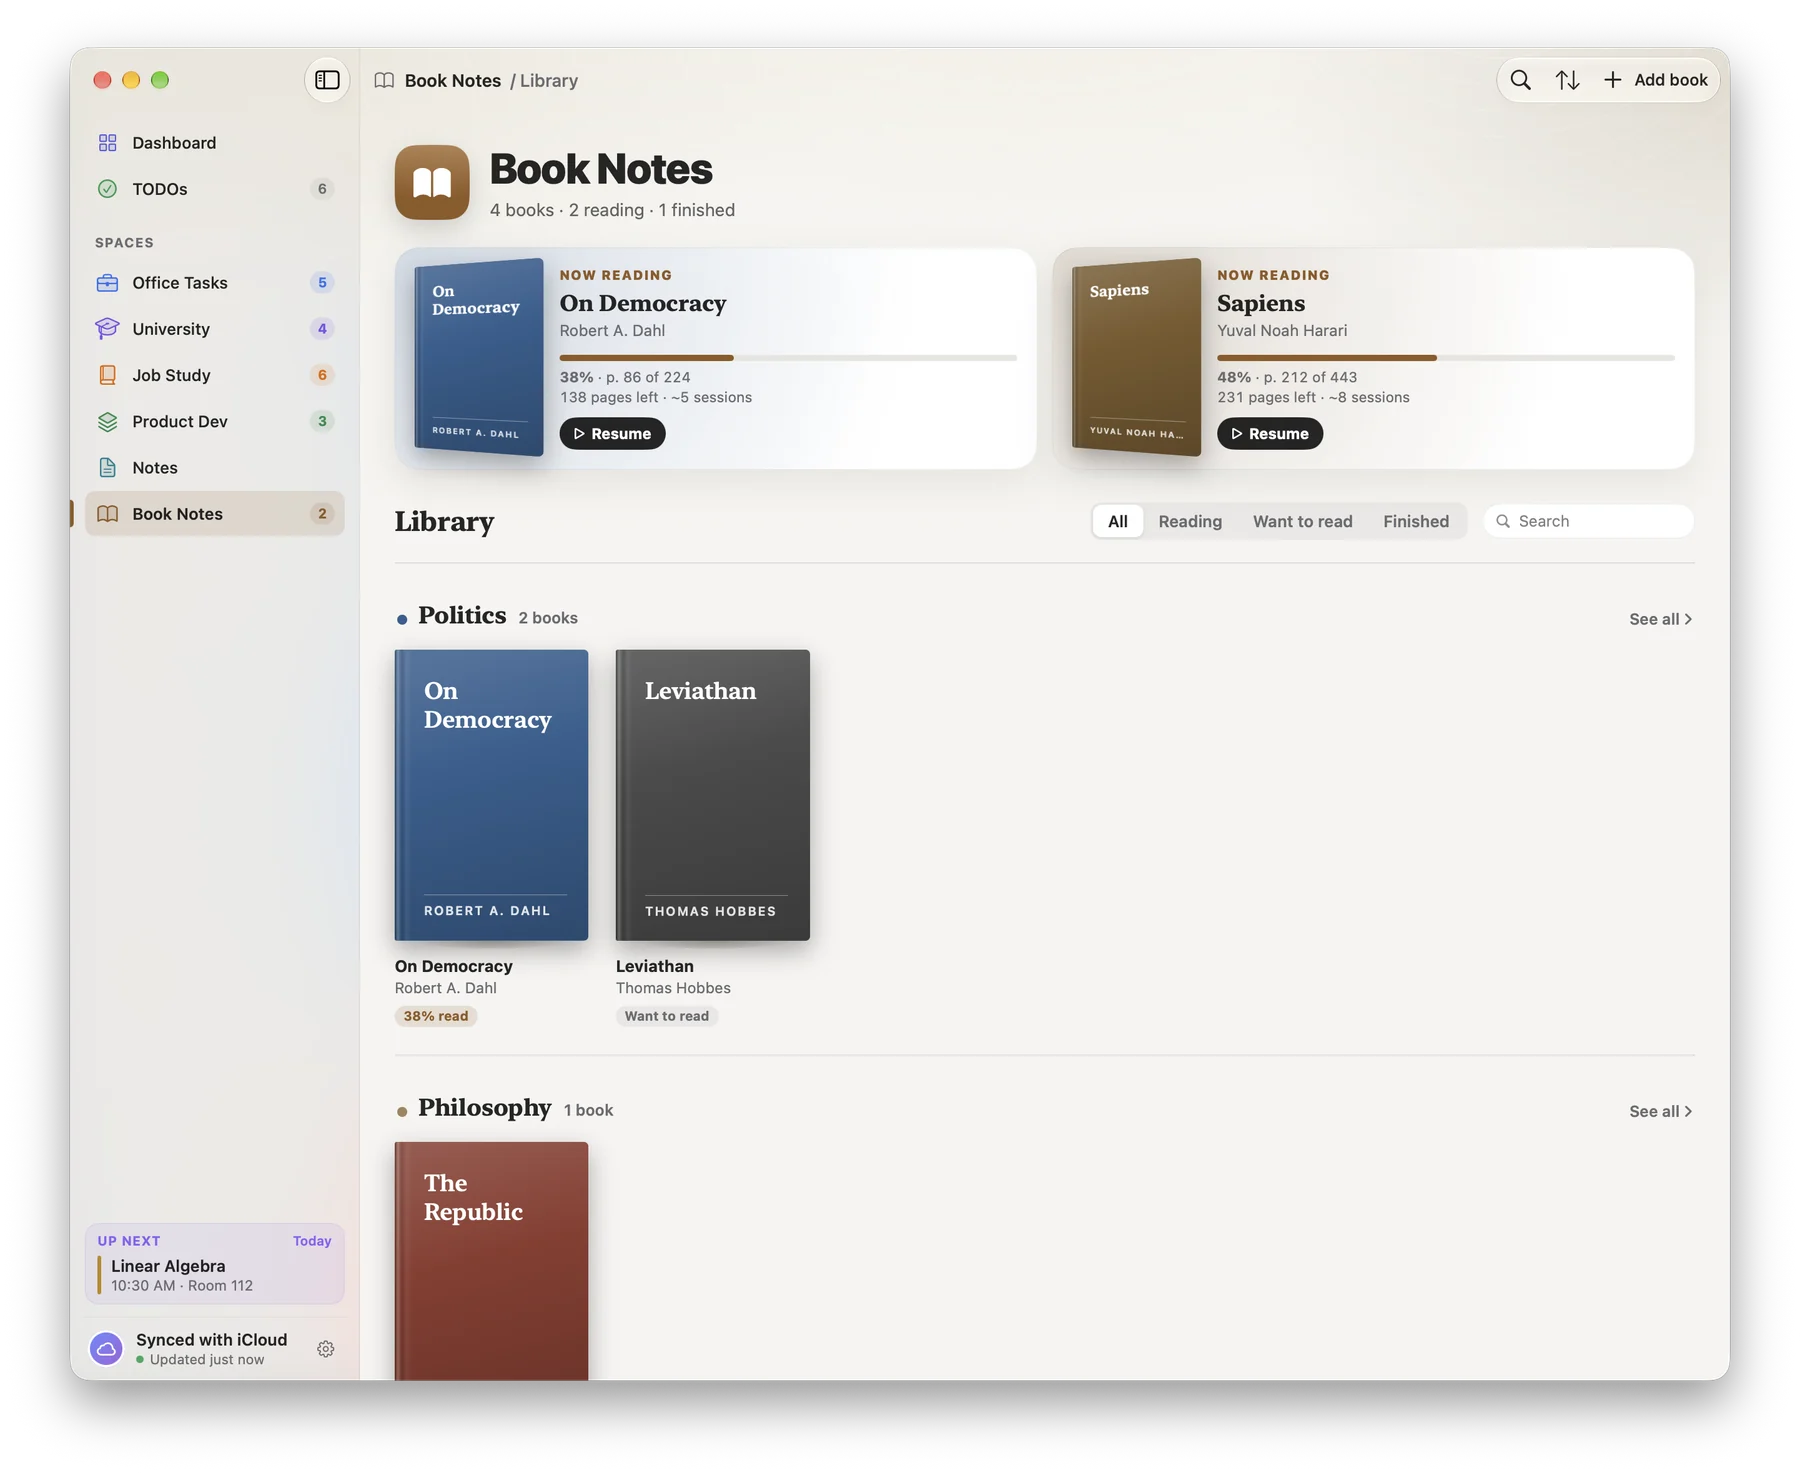 Book Notes / Library
Add book
Dashboard
TODOs 6
SPACES
Office Tasks 5
University 4
Job Study 6
Product Dev 3
Notes
Book Notes 2
UP NEXT Today
Linear Algebra
10:30 AM · Room 112
Synced with iCloud
Updated just now
Book Notes
4 books · 2 reading · 1 finished
On
Democracy
ROBERT A. DAHL
NOW READING
On Democracy
Robert A. Dahl
38% · p. 86 of 224
138 pages left · ~5 sessions
Resume
Sapiens
YUVAL NOAH HA...
NOW READING
Sapiens
Yuval Noah Harari
48% · p. 212 of 443
231 pages left · ~8 sessions
Resume
Library
All Reading Want to read Finished
Search
Politics 2 books
See all
On
Democracy
ROBERT A. DAHL
On Democracy
Robert A. Dahl
38% read
Leviathan
THOMAS HOBBES
Leviathan
Thomas Hobbes
Want to read
Philosophy 1 book
See all
The
Republic